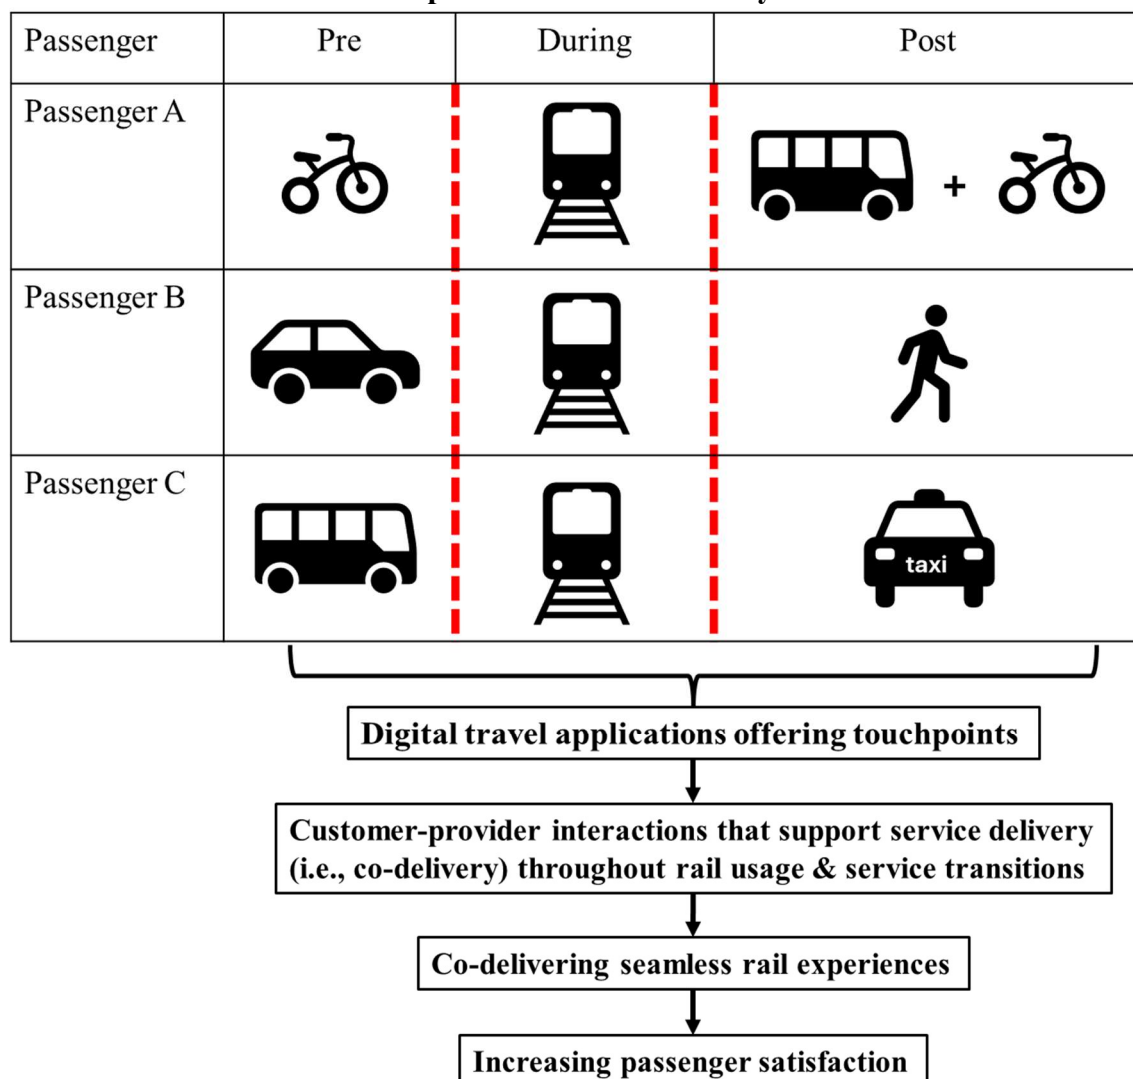 Passenger
Pre
During
Post
Passenger A
+
Passenger B
Passenger C
taxi
Digital travel applications offering touchpoints
Customer-provider interactions that support service delivery
(i.e., co-delivery) throughout rail usage & service transitions
Co-delivering seamless rail experiences
Increasing passenger satisfaction